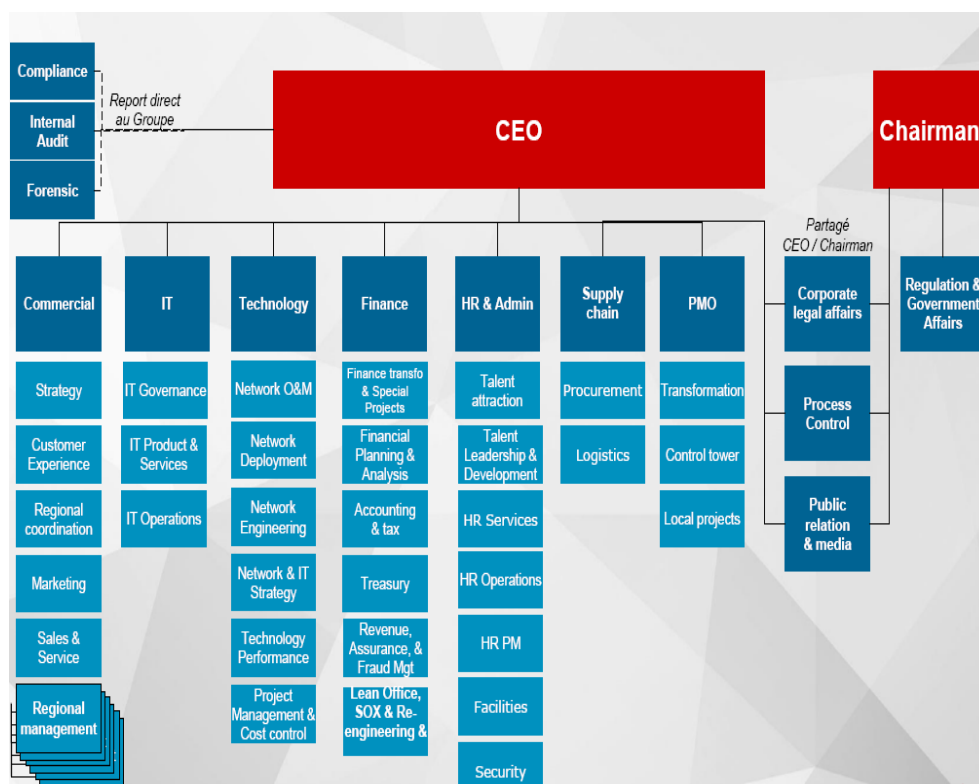 Compliance
Internal
Audit
Forensic
Report direct
au Groupe
CEO
Chairman
Partagé
CEO / Chairman
Commercial
IT
Technology
Finance
HR & Admin
Supply
chain
PMO
Corporate
legal affairs
Regulation &
Government
Affairs
Strategy
Customer
Experience
Regional
coordination
Marketing
Sales &
Service
Regional
management
IT Governance
IT Product &
Services
IT Operations
Network O&M
Network
Deployment
Network
Engineering
Network & IT
Strategy
Technology
Performance
Project
Management &
Cost control
Finance transfo
& Special
Projects
Financial
Planning &
Analysis
Accounting
& tax
Treasury
Revenue,
Assurance, &
Fraud Mgt
Lean Office,
SOX & Re-
engineering &
Talent
attraction
Talent
Leadership &
Development
HR Services
HR Operations
HR PM
Facilities
Security
Procurement
Logistics
Transformation
Control tower
Local projects
Process
Control
Public
relation
& media